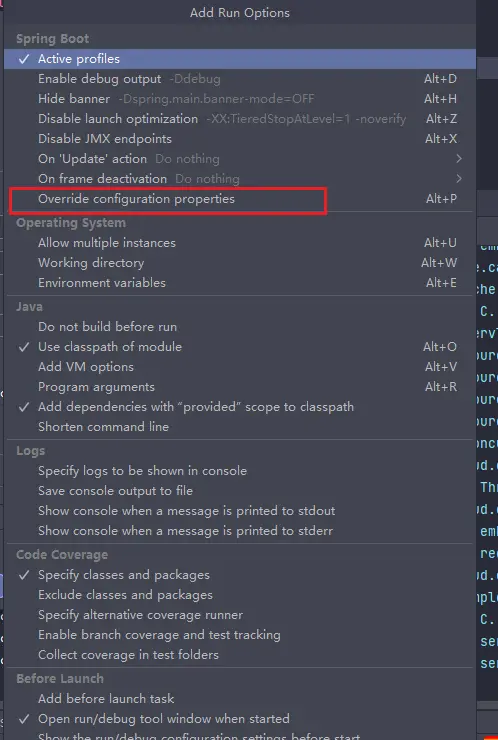 Add Run Options
Spring Boot
Active profiles
Enable debug output -Ddebug Alt+D
Hide banner -Dspring.main.banner-mode=OFF Alt+H
Disable launch optimization -XX:TieredStopAtLevel=1 -noverify Alt+Z
Disable JMX endpoints Alt+X
On 'Update' action Do nothing
On frame deactivation Do nothing
Override configuration properties Alt+P
Operating System
Allow multiple instances Alt+U
Working directory Alt+W
Environment variables Alt+E
Java
Do not build before run
Use classpath of module Alt+O
Add VM options Alt+V
Program arguments Alt+R
Add dependencies with “provided” scope to classpath
Shorten command line
Logs
Specify logs to be shown in console
Save console output to file
Show console when a message is printed to stdout
Show console when a message is printed to stderr
Code Coverage
Specify classes and packages
Exclude classes and packages
Specify alternative coverage runner
Enable branch coverage and test tracking
Collect coverage in test folders
Before Launch
Add before launch task
Open run/debug tool window when started
Show the run/debug configuration settings before start